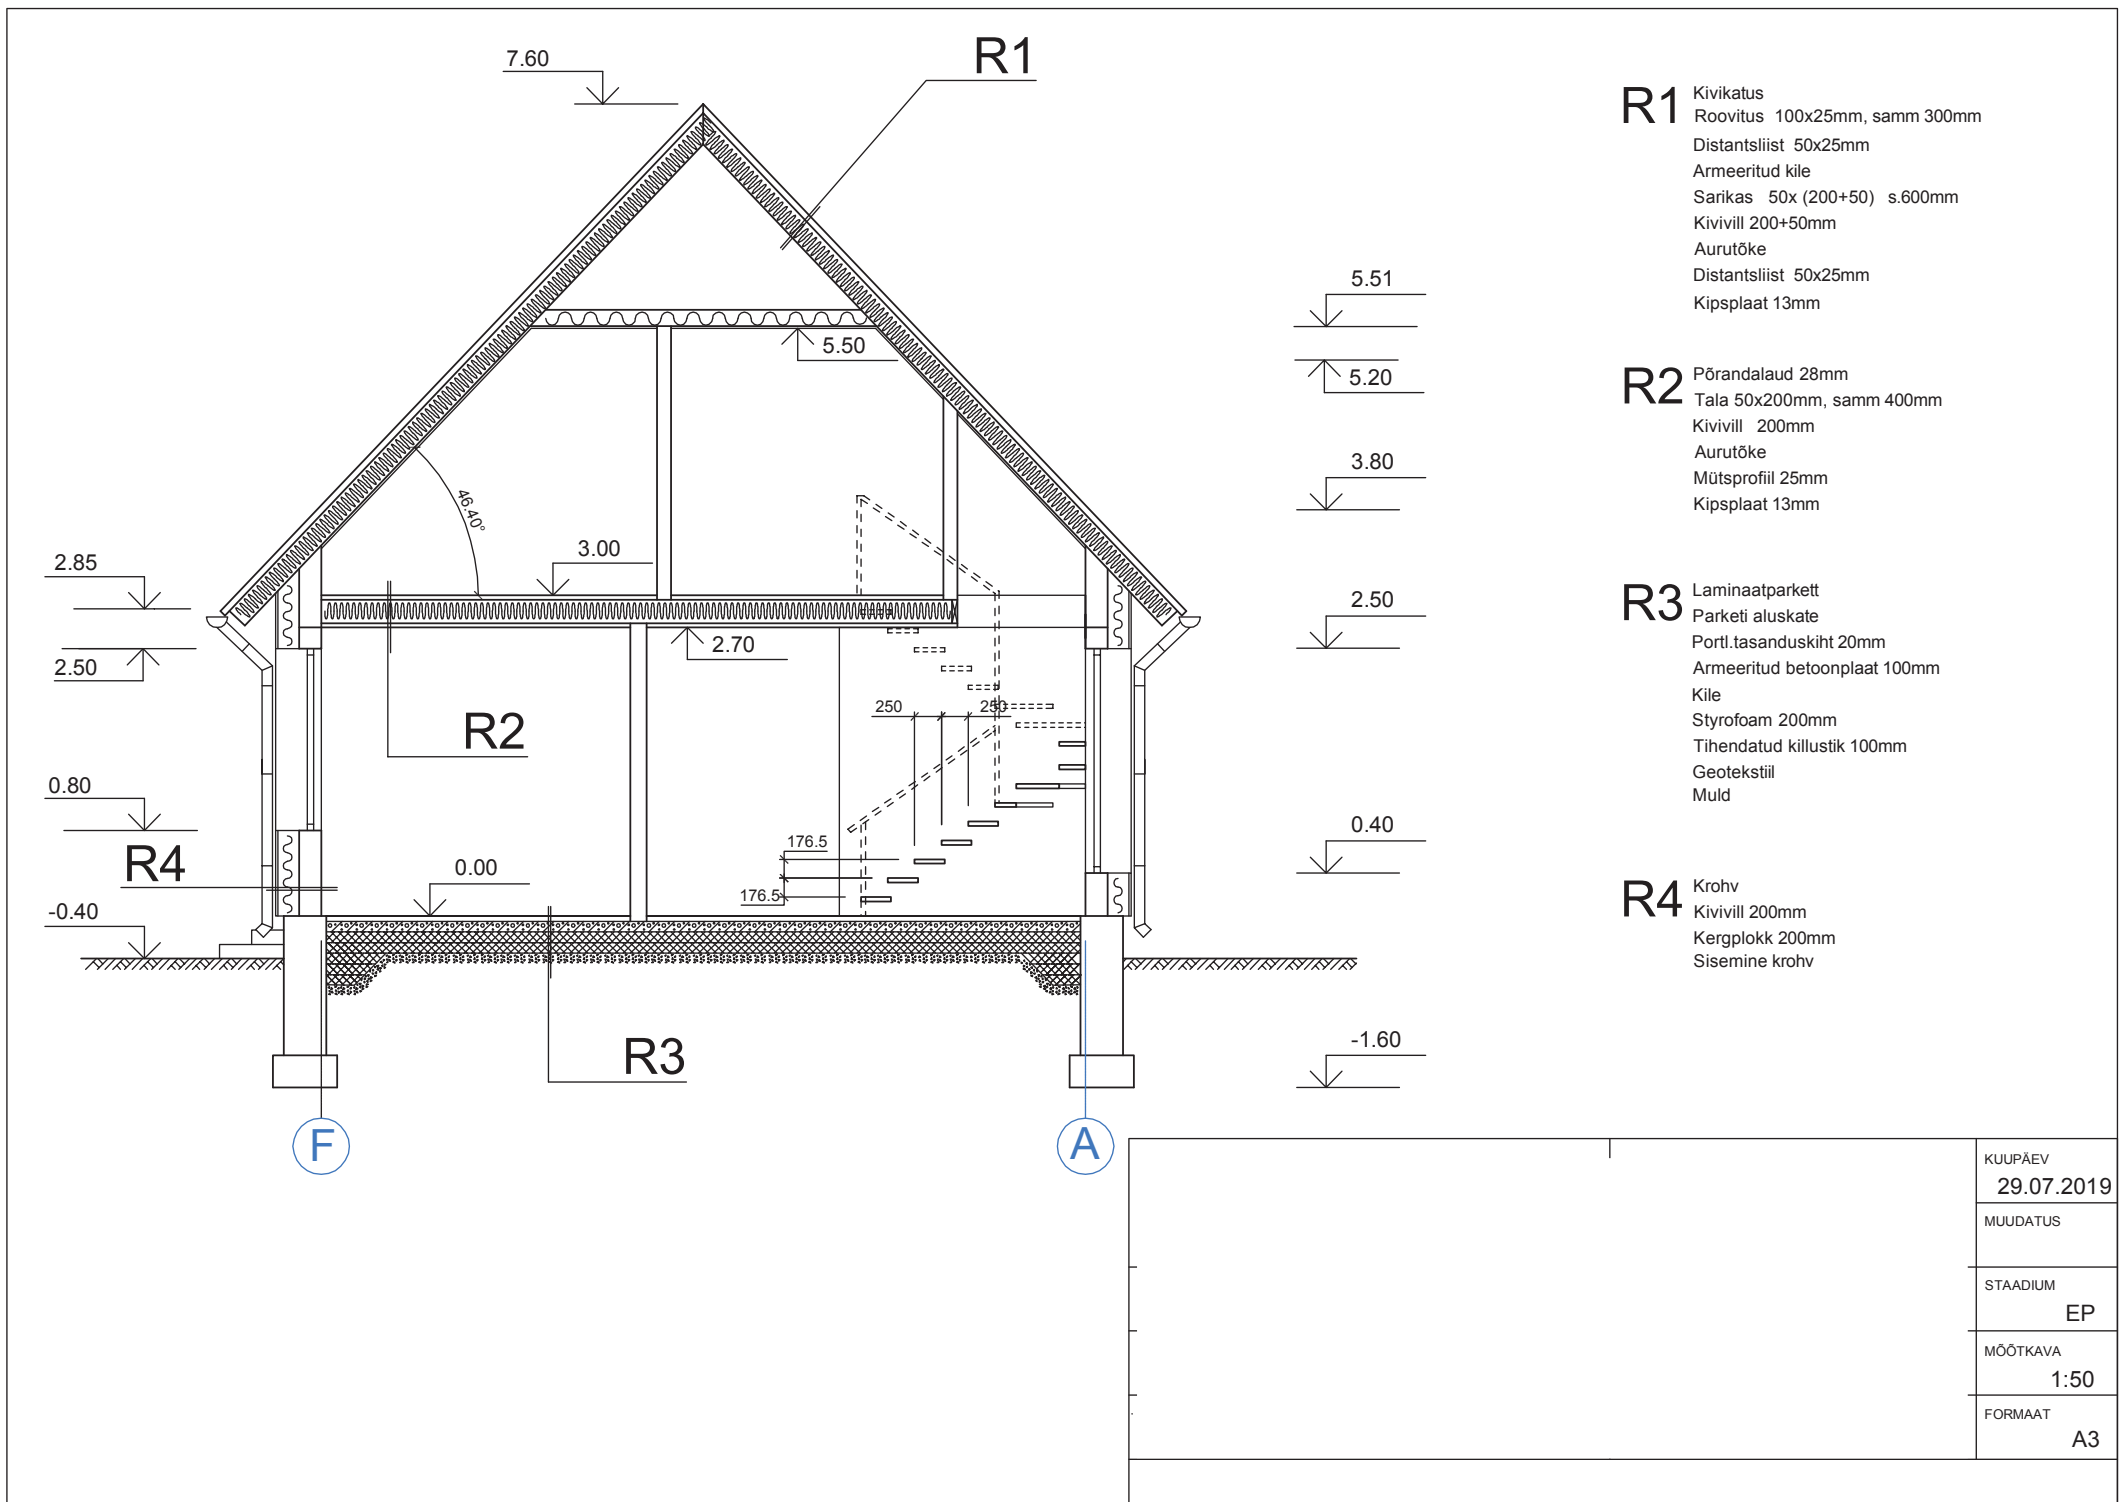 7.60
R1
5.50
46.40°
3.00
2.85
2.50
2.70
250
250
R2
0.80
R4
176.5
176.5
0.00
-0.40
R3
F
A
5.51
5.20
3.80
2.50
0.40
-1.60
R1
Kivikatus
Roovitus 100x25mm, samm 300mm
Distantsliist 50x25mm
Armeeritud kile
Sarikas 50x (200+50) s.600mm
Kivivill 200+50mm
Aurutõke
Distantsliist 50x25mm
Kipsplaat 13mm
R2
Põrandalaud 28mm
Tala 50x200mm, samm 400mm
Kivivill 200mm
Aurutõke
Mütsprofiil 25mm
Kipsplaat 13mm
R3
Laminaatparkett
Parketi aluskate
Portl.tasanduskiht 20mm
Armeeritud betoonplaat 100mm
Kile
Styrofoam 200mm
Tihendatud killustik 100mm
Geotekstiil
Muld
R4
Krohv
Kivivill 200mm
Kergplokk 200mm
Sisemine krohv
KUUPÄEV
29.07.2019
MUUDATUS
STAADIUM
EP
MÕÕTKAVA
1:50
FORMAAT
A3